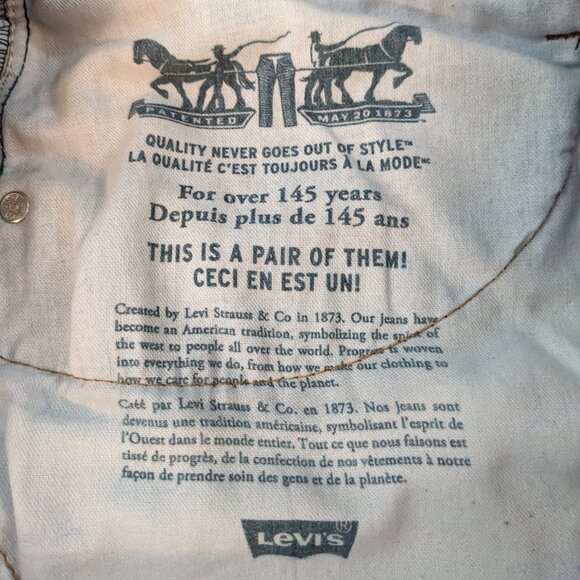 PATENTED MAY 20 1873
QUALITY NEVER GOES OUT OF STYLE™
LA QUALITÉ C'EST TOUJOURS À LA MODE™
For over 145 years
Depuis plus de 145 ans
THIS IS A PAIR OF THEM!
CECI EN EST UN!
Created by Levi Strauss & Co in 1873. Our jeans have
become an American tradition, symbolizing the spirit of
the west to people all over the world. Progress is woven
into everything we do, from how we make our clothing to
how we care for people and the planet.
Créé par Levi Strauss & Co. en 1873. Nos jeans sont
devenus une tradition américaine, symbolisant l'esprit de
l'Ouest dans le monde entier. Tout ce que nous faisons est
tissé de progrès, de la confection de nos vêtements à notre
façon de prendre soin des gens et de la planète.
LEVI'S®